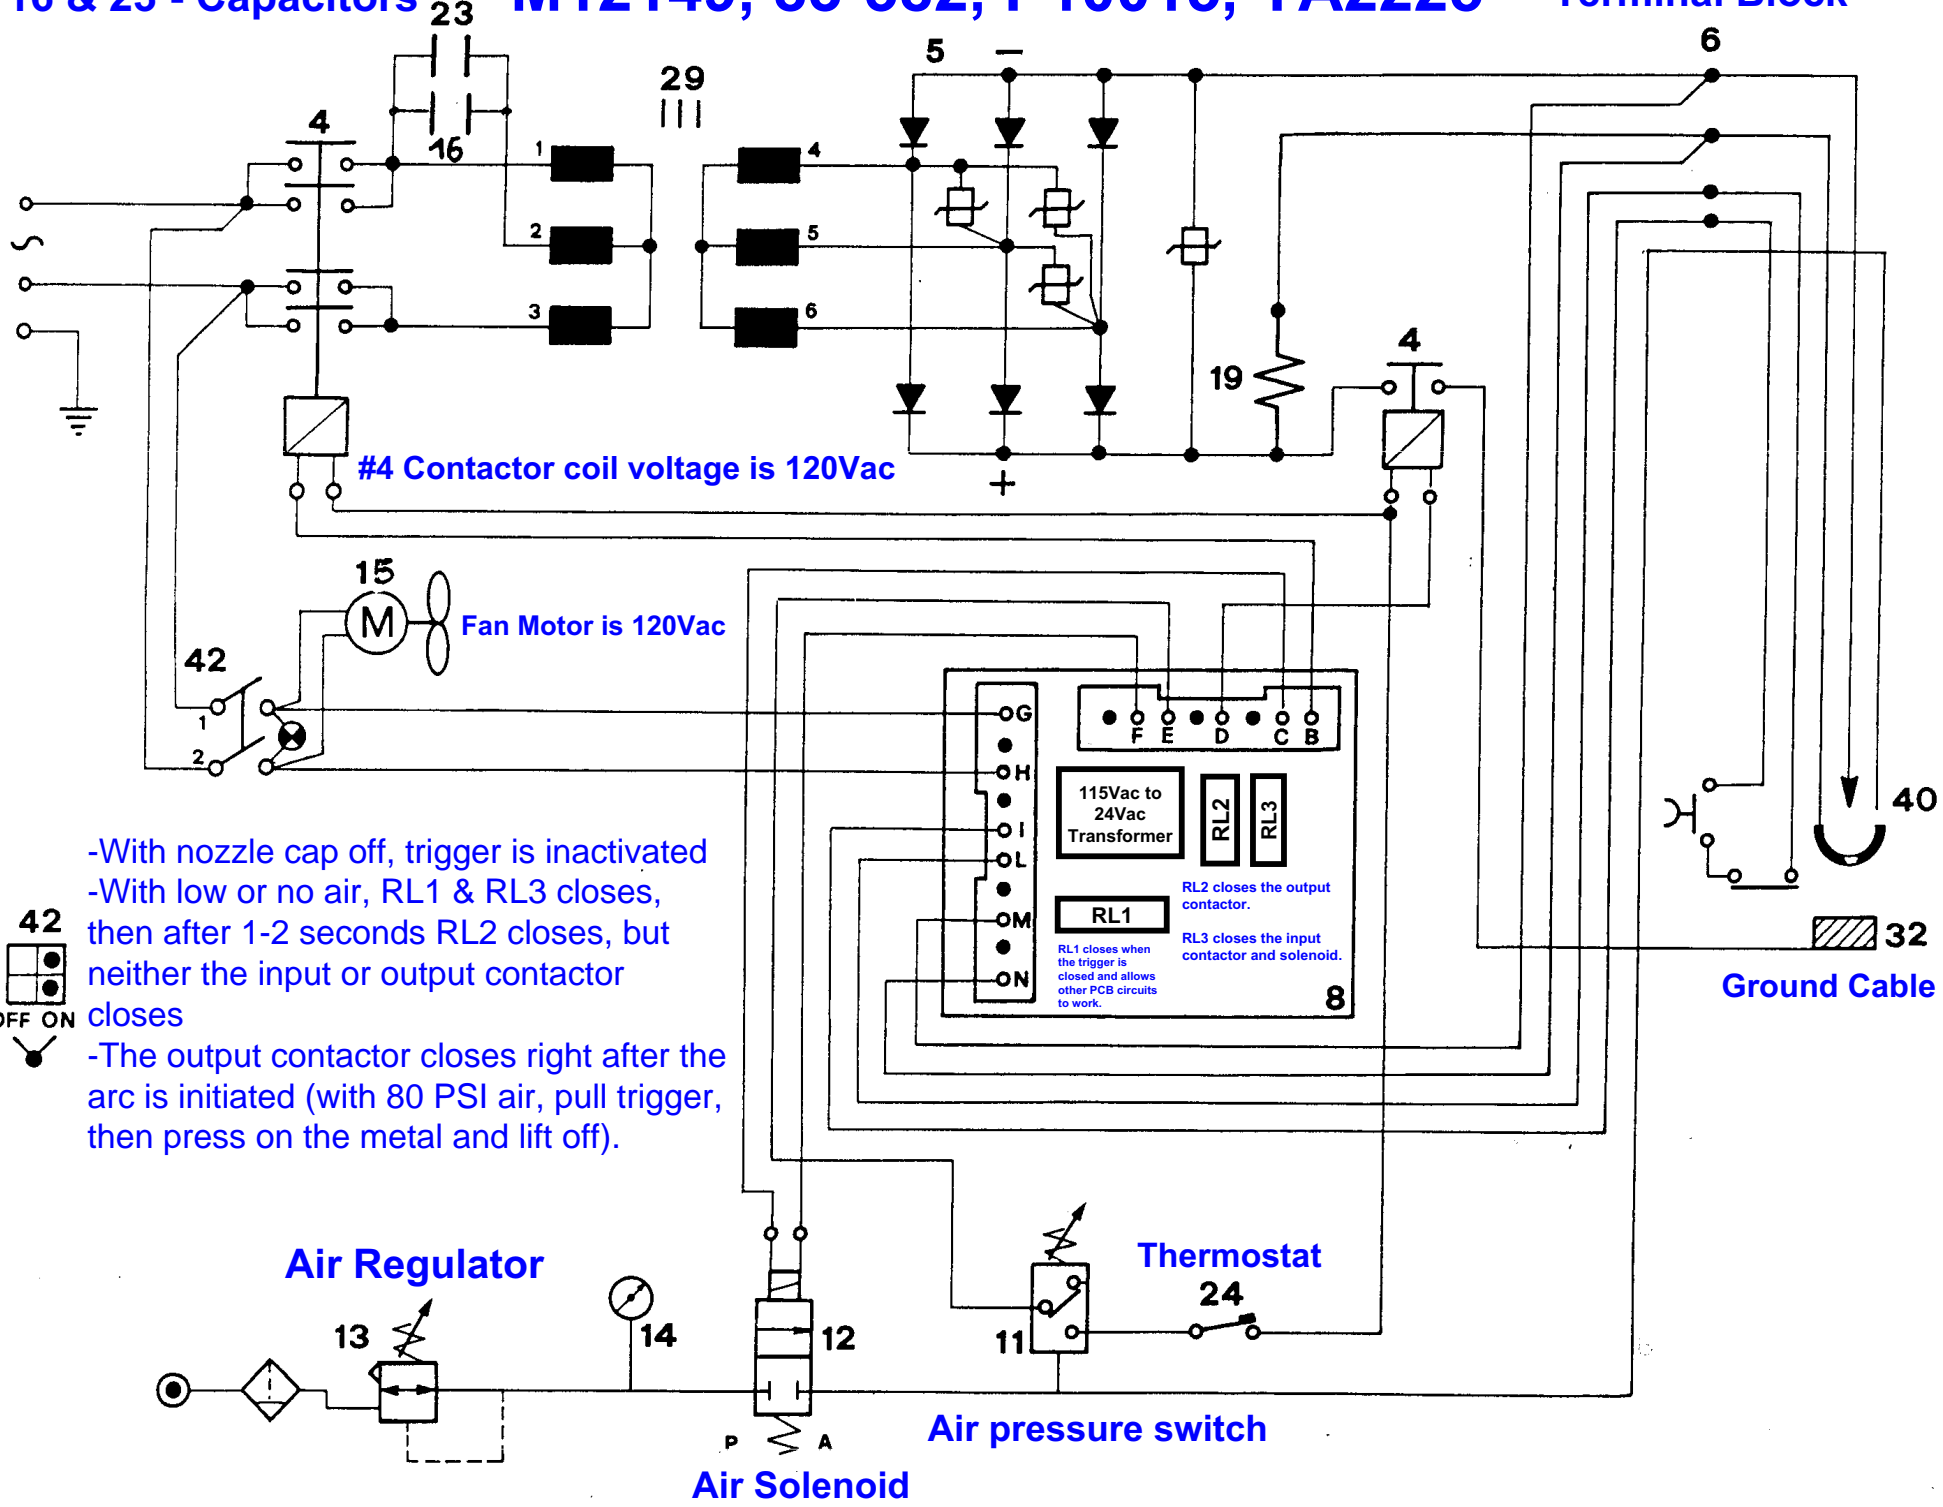 23
6
5
−
29
4
16
1
4
2
5
3
6
19
4
#4 Contactor coil voltage is 120Vac
+
15
M
Fan Motor is 120Vac
42
1
2
G
H
I
L
M
N
F E D C B
115Vac to
24Vac
Transformer
RL2
RL3
RL1
RL2 closes the output
contactor.
RL3 closes the input
contactor and solenoid.
RL1 closes when
the trigger is
closed and allows
other PCB circuits
to work.
8
40
32
Ground Cable
-With nozzle cap off, trigger is inactivated
-With low or no air, RL1 & RL3 closes,
then after 1-2 seconds RL2 closes, but
neither the input or output contactor
closes
-The output contactor closes right after the
arc is initiated (with 80 PSI air, pull trigger,
then press on the metal and lift off).
42
OFF ON
Air Regulator
13
14
12
P A
Air Solenoid
11
Thermostat
24
Air pressure switch